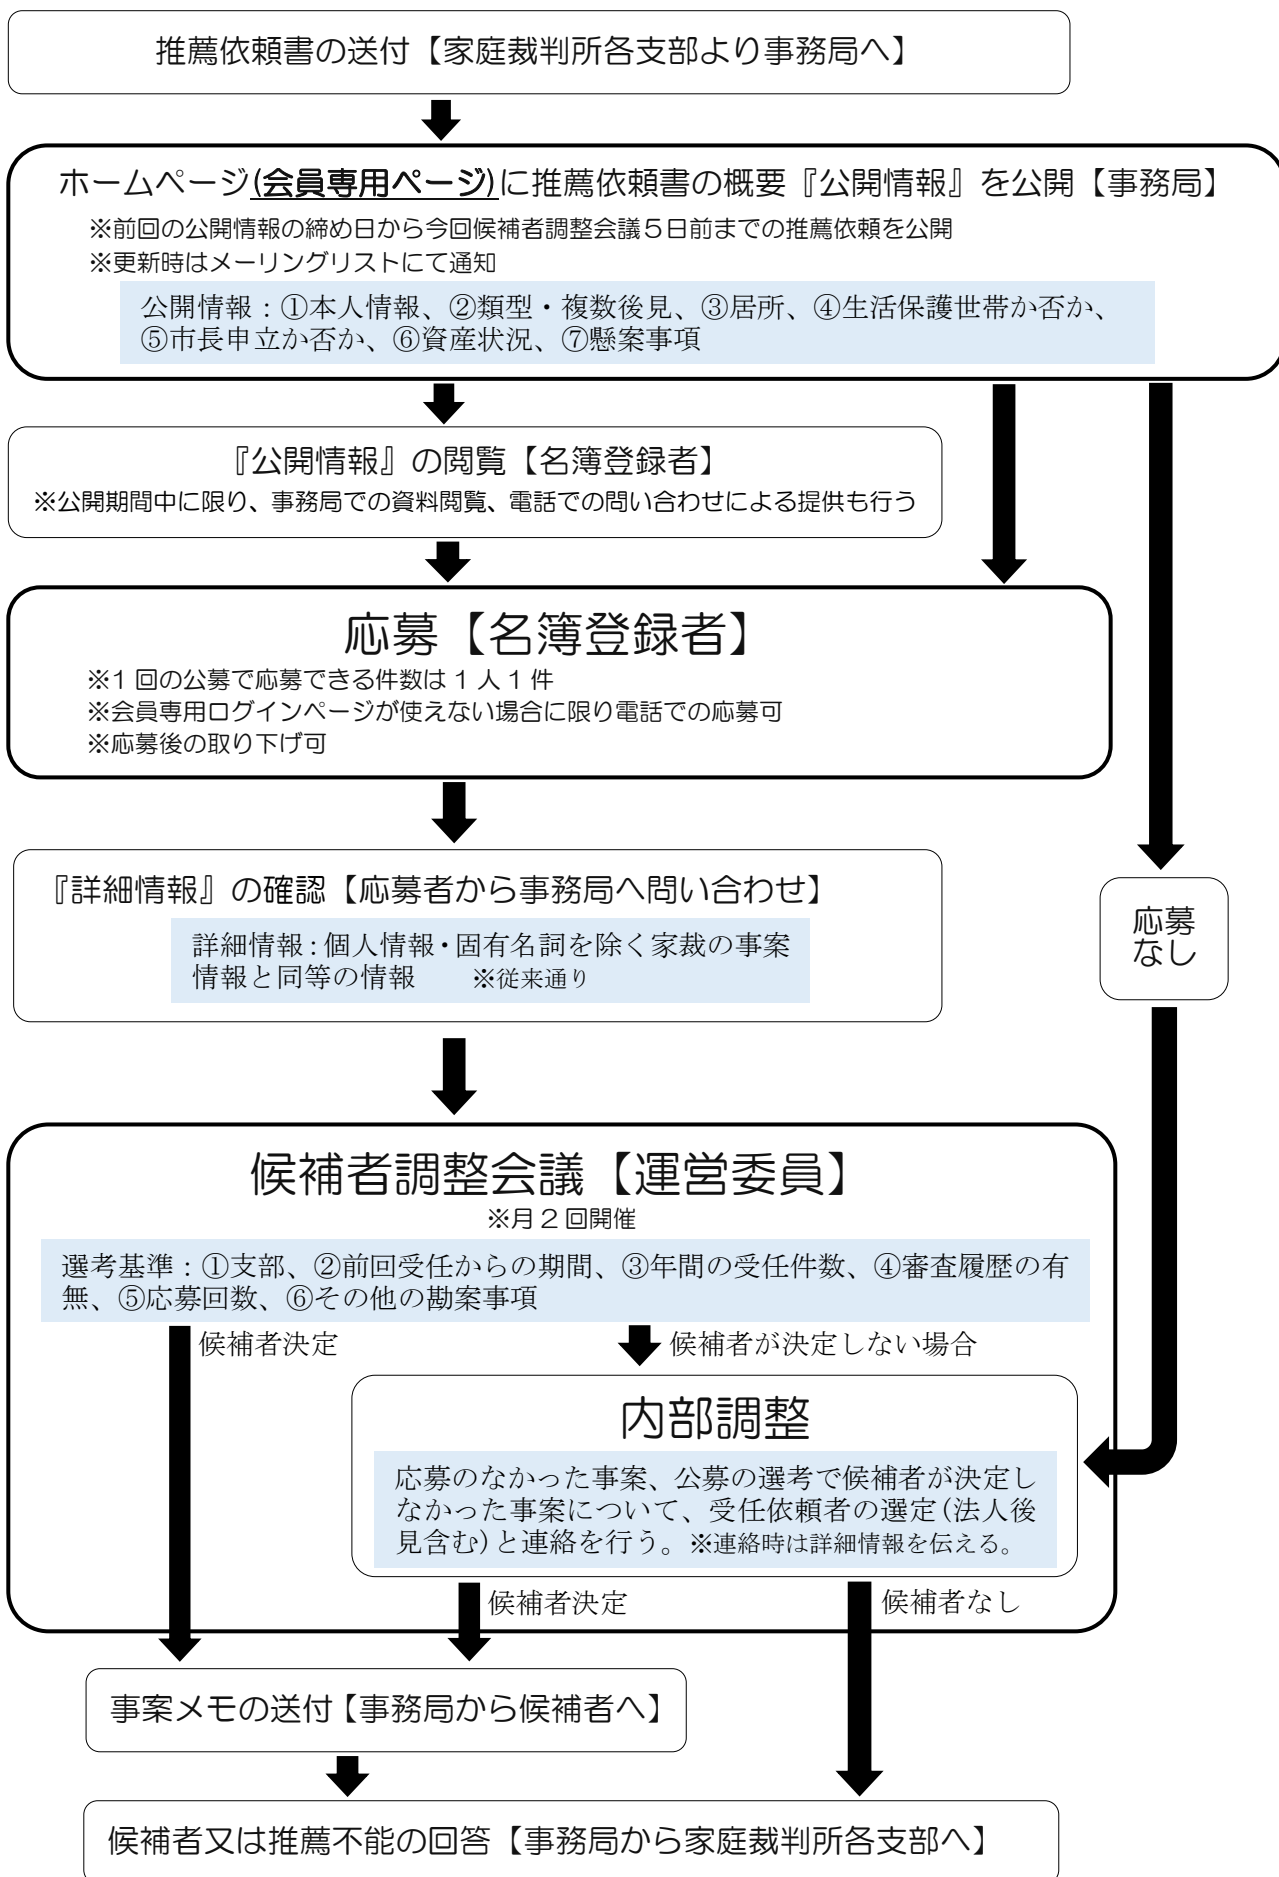 推薦依頼書の送付【家庭裁判所各支部より事務局へ】
ホームページ(会員専用ページ)に推薦依頼書の概要『公開情報』を公開【事務局】
※前回の公開情報の締め日から今回候補者調整会議５日前までの推薦依頼を公開
※更新時はメーリングリストにて通知
公開情報：①本人情報、②類型・複数後見、③居所、④生活保護世帯か否か、
⑤市長申立か否か、⑥資産状況、⑦懸案事項
『公開情報』の閲覧【名簿登録者】
※公開期間中に限り、事務局での資料閲覧、電話での問い合わせによる提供も行う
応募【名簿登録者】
※1 回の公募で応募できる件数は 1 人 1 件
※会員専用ログインページが使えない場合に限り電話での応募可
※応募後の取り下げ可
『詳細情報』の確認【応募者から事務局へ問い合わせ】
詳細情報：個人情報・固有名詞を除く家裁の事案
情報と同等の情報　　※従来通り
応募
なし
候補者調整会議【運営委員】
※月 2 回開催
選考基準：①支部、②前回受任からの期間、③年間の受任件数、④審査履歴の有
無、⑤応募回数、⑥その他の勘案事項
候補者決定
候補者が決定しない場合
内部調整
応募のなかった事案、公募の選考で候補者が決定し
なかった事案について、受任依頼者の選定(法人後
見含む)と連絡を行う。※連絡時は詳細情報を伝える。
候補者決定
候補者なし
事案メモの送付【事務局から候補者へ】
候補者又は推薦不能の回答【事務局から家庭裁判所各支部へ】